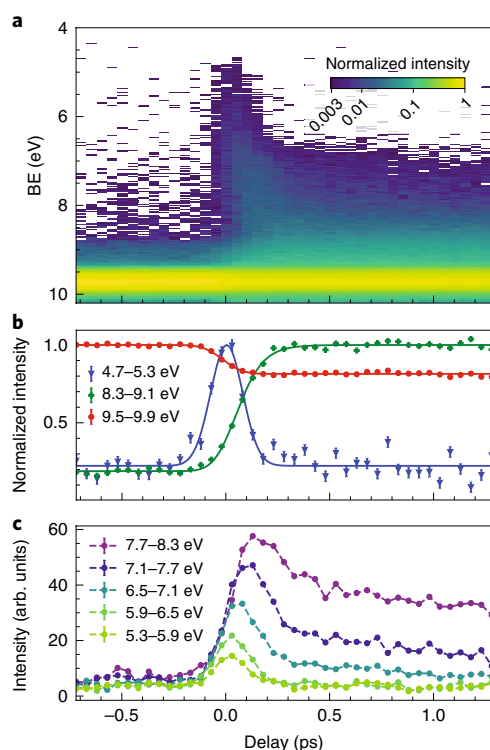 a
4
Normalized intensity
0.003
0.01
0.1
1
6
BE (eV)
8
10
b
1.0
4.7–5.3 eV
8.3–9.1 eV
9.5–9.9 eV
0.5
Normalized intensity
c
60
7.7–8.3 eV
7.1–7.7 eV
6.5–7.1 eV
5.9–6.5 eV
5.3–5.9 eV
40
20
0
Intensity (arb. units)
–0.5
0.0
0.5
1.0
Delay (ps)